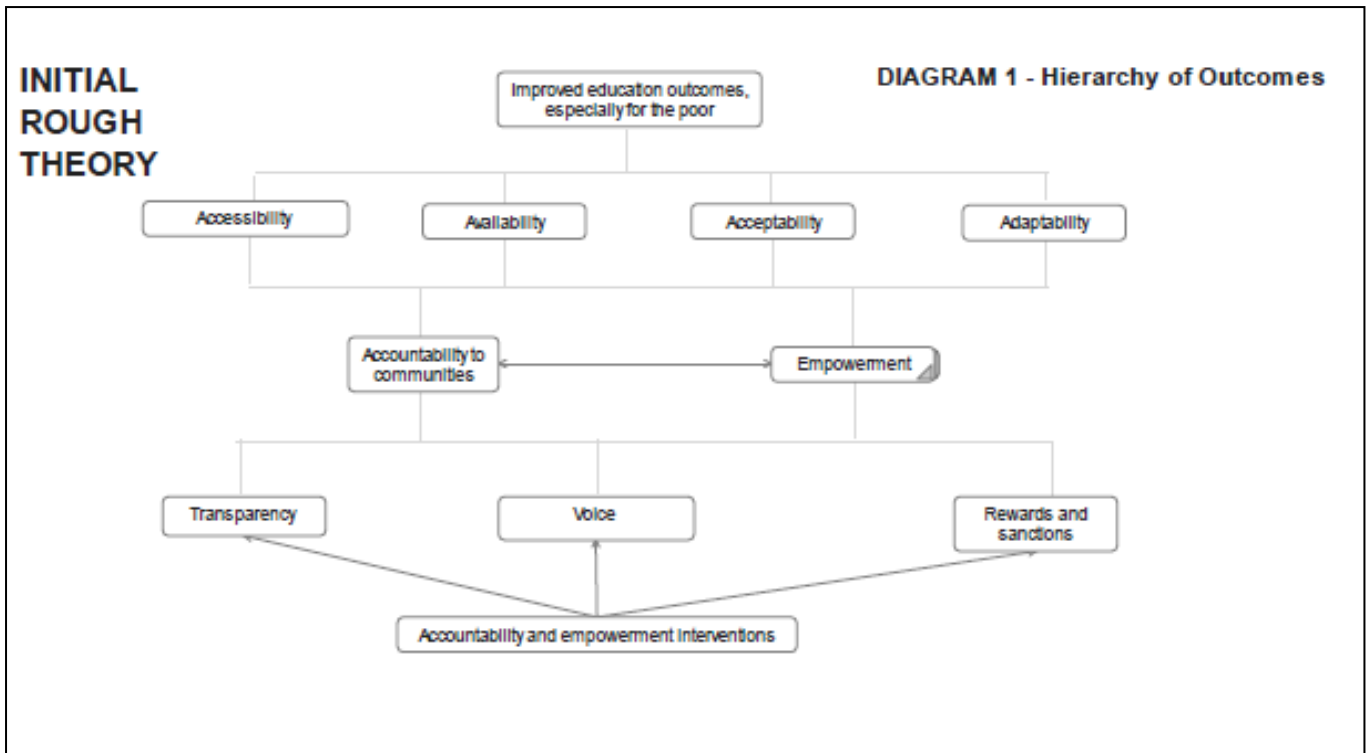 INITIAL
ROUGH
THEORY
DIAGRAM 1 - Hierarchy of Outcomes
Improved education outcomes,
especially for the poor
Accessibility
Availability
Acceptability
Adaptability
Accountability to
communities
Empowerment
Transparency
Voice
Rewards and
sanctions
Accountability and empowerment interventions